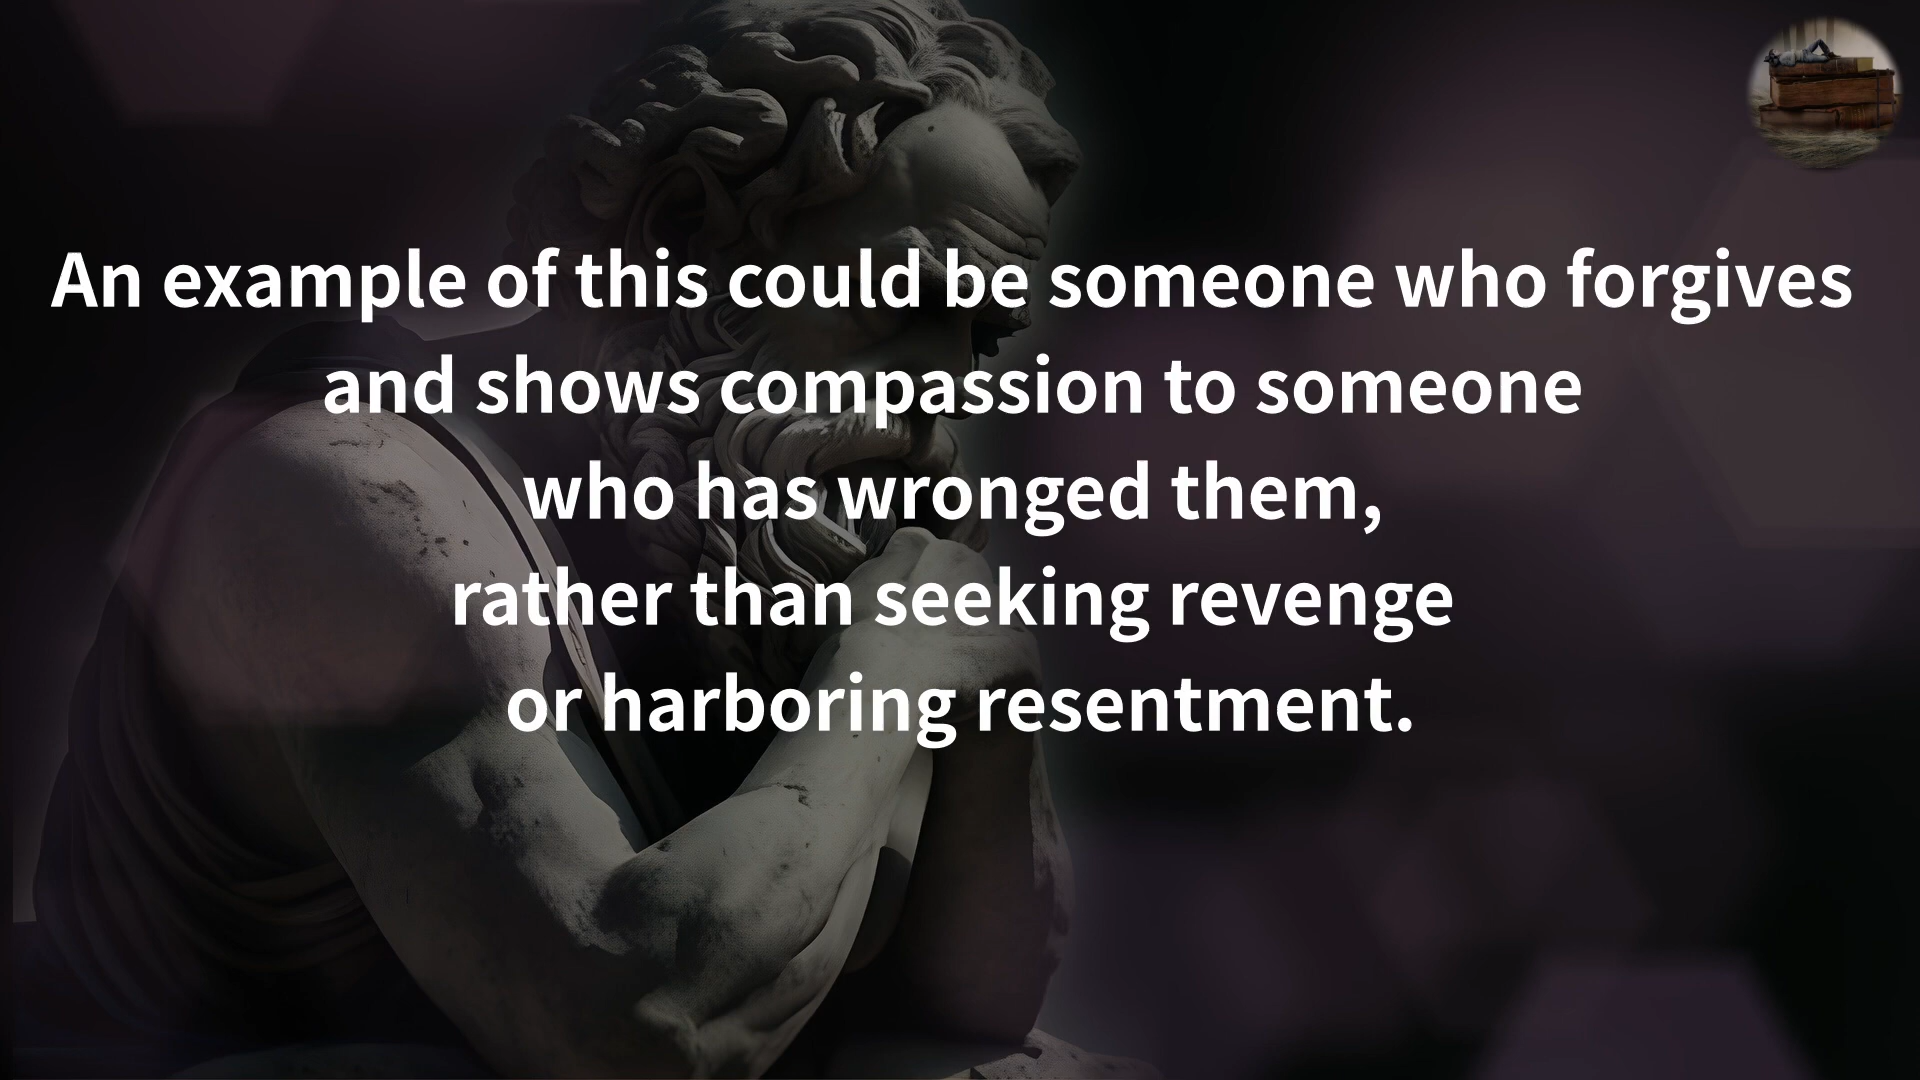 An example of this could be someone who forgives
and shows compassion to someone
who has wronged them,
rather than seeking revenge
or harboring resentment.